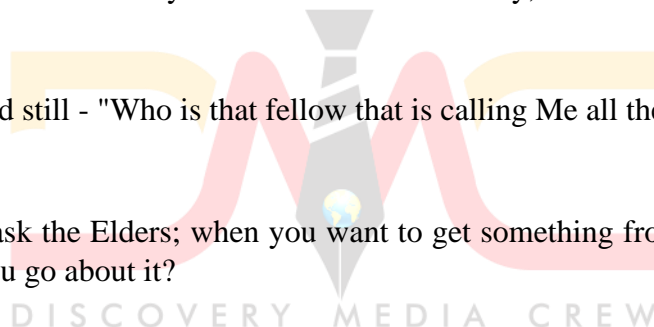 d still - "Who is that fellow that is calling Me all the
ask the Elders; when you want to get something fro
u go about it?
DISCOVERY MEDIA CREW